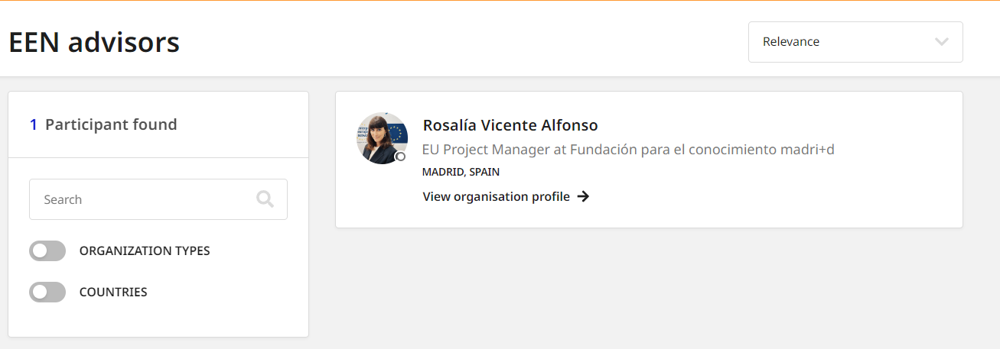 EEN advisors
Relevance
1 Participant found
Search
ORGANIZATION TYPES
COUNTRIES
Rosalía Vicente Alfonso
EU Project Manager at Fundación para el conocimiento madri+d
MADRID, SPAIN
View organisation profile